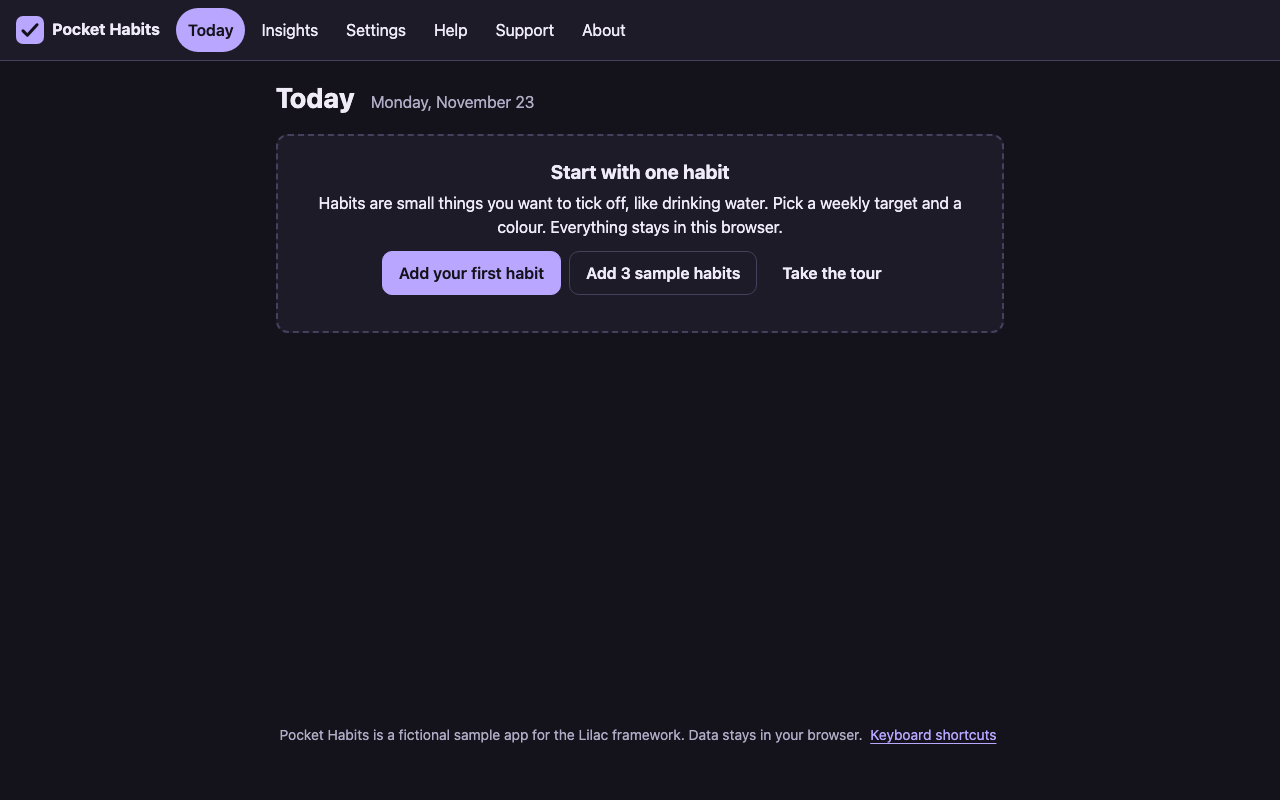 Pocket Habits Today Insights Settings Help Support About
Today Monday, November 23
Start with one habit
Habits are small things you want to tick off, like drinking water. Pick a weekly target and a
colour. Everything stays in this browser.
Add your first habit Add 3 sample habits Take the tour
Pocket Habits is a fictional sample app for the Lilac framework. Data stays in your browser. Keyboard shortcuts